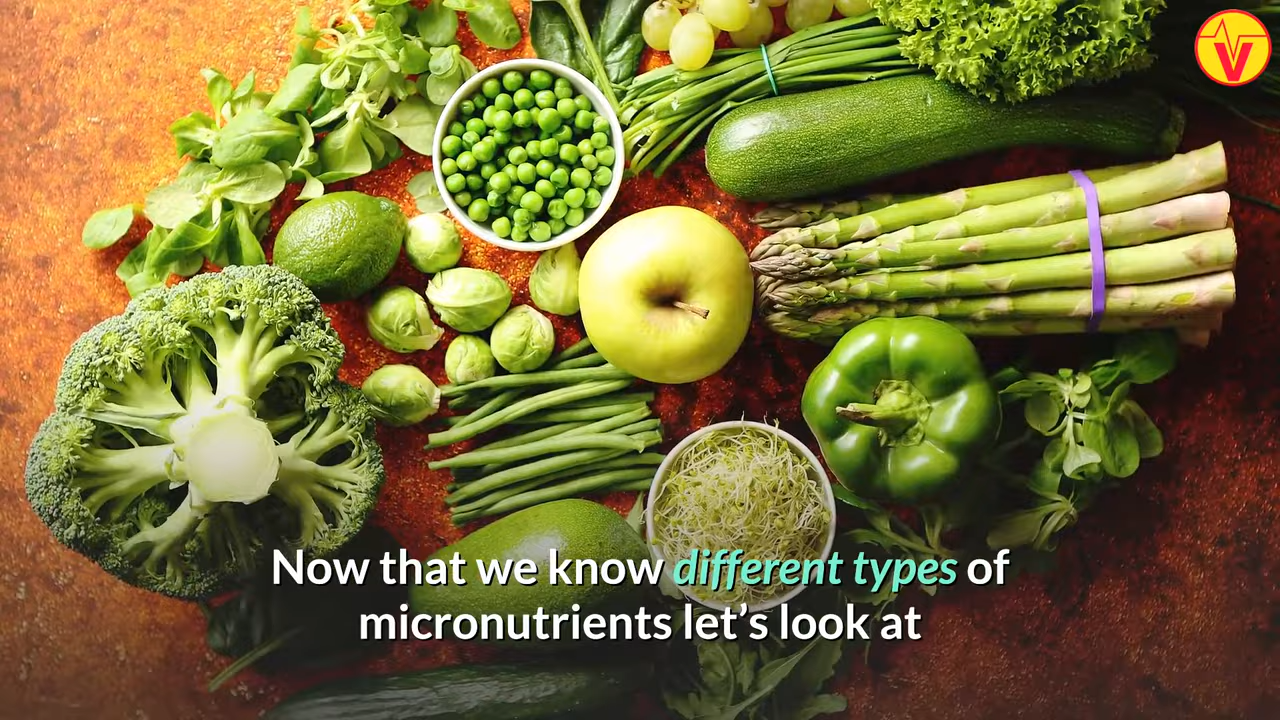 V
Now that we know different types of
micronutrients let's look at